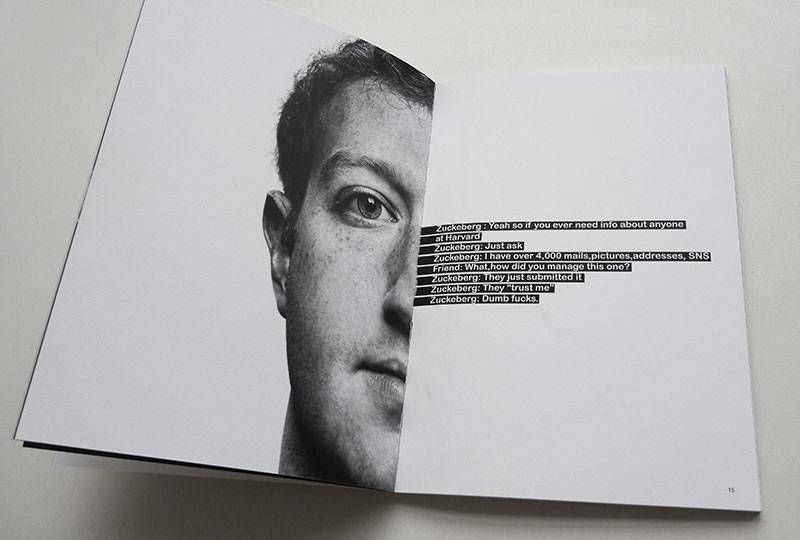 Zuckeberg : Yeah so if you ever need info about anyone
at Harvard
Zuckeberg: Just ask
Zuckeberg: I have over 4,000 mails,pictures,addresses, SNS
Friend: What,how did you manage this one?
Zuckeberg: They just submitted it
Zuckeberg: They "trust me"
Zuckeberg: Dumb fucks.
15